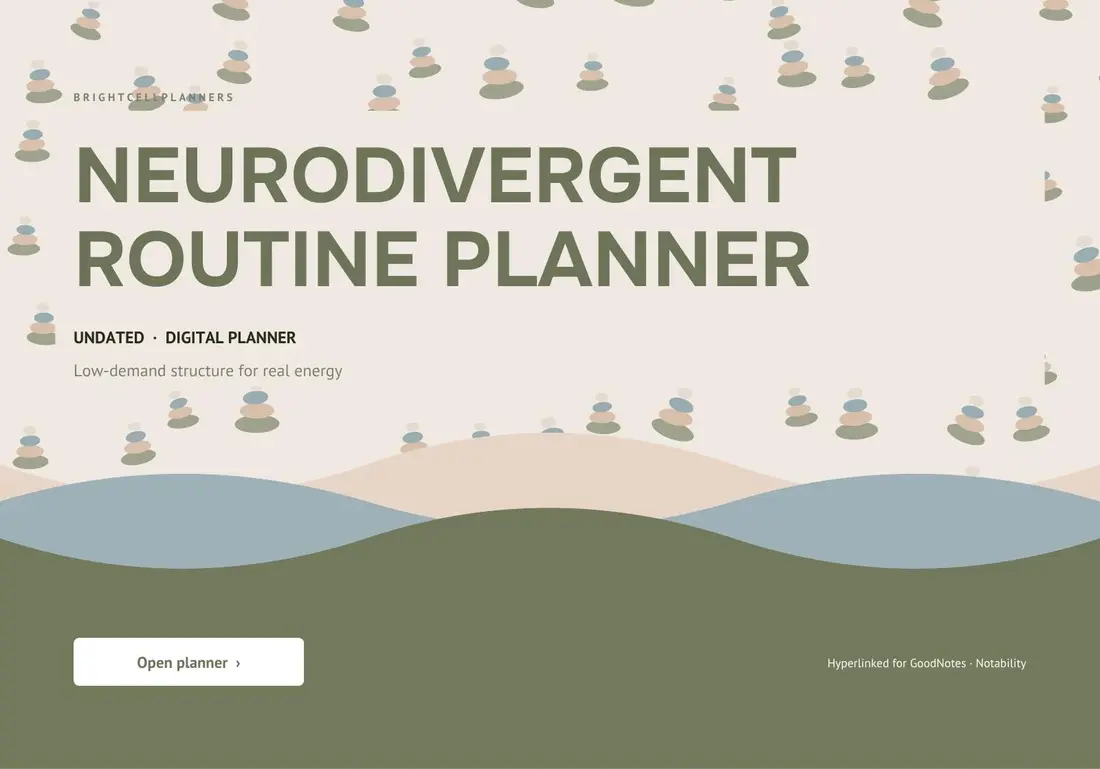 BRIGHTCELLPLANNERS
NEURODIVERGENT
ROUTINE PLANNER
UNDATED · DIGITAL PLANNER
Low-demand structure for real energy
Open planner ›
Hyperlinked for GoodNotes · Notability